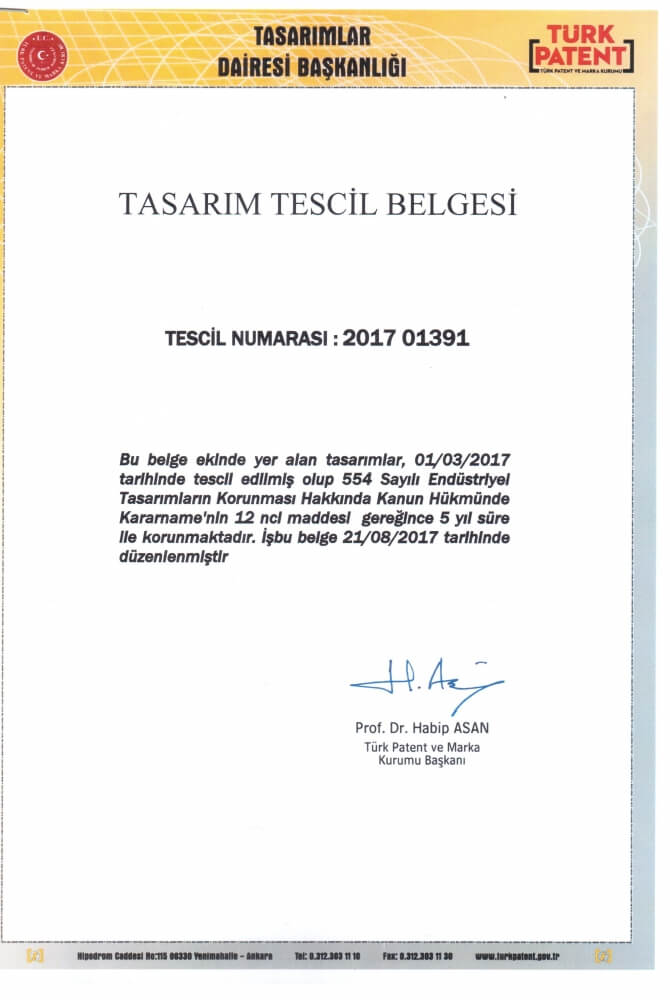 TASARIMLAR
DAİRESİ BAŞKANLIĞI
TÜRK
PATENT
TÜRK PATENT VE MARKA KURUMU
TASARIM TESCİL BELGESİ
TESCİL NUMARASI : 2017 01391
Bu belge ekinde yer alan tasarımlar, 01/03/2017
tarihinde tescil edilmiş olup 554 Sayılı Endüstriyel
Tasarımların Korunması Hakkında Kanun Hükmünde
Kararname'nin 12 nci maddesi gereğince 5 yıl süre
ile korunmaktadır. İşbu belge 21/08/2017 tarihinde
düzenlenmiştir
H. As
Prof. Dr. Habip ASAN
Türk Patent ve Marka
Kurumu Başkanı
Hipodrom Caddesi No:115 06330 Yenimahalle - Ankara Tel: 0.312.303 11 10 Fax: 0.312.303 11 30 www.turkpatent.gov.tr